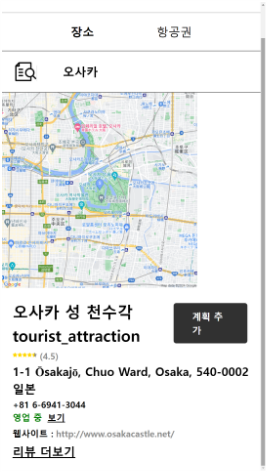 장소 항공권
오사카
오사카 성 천수각
계획 추
가
tourist_attraction
★★★★★ (4.5)
1-1 Ōsakajō, Chuo Ward, Osaka, 540-0002
일본
+81 6-6941-3044
영업 중 보기
웹사이트 : http://www.osakacastle.net/
리뷰 더보기